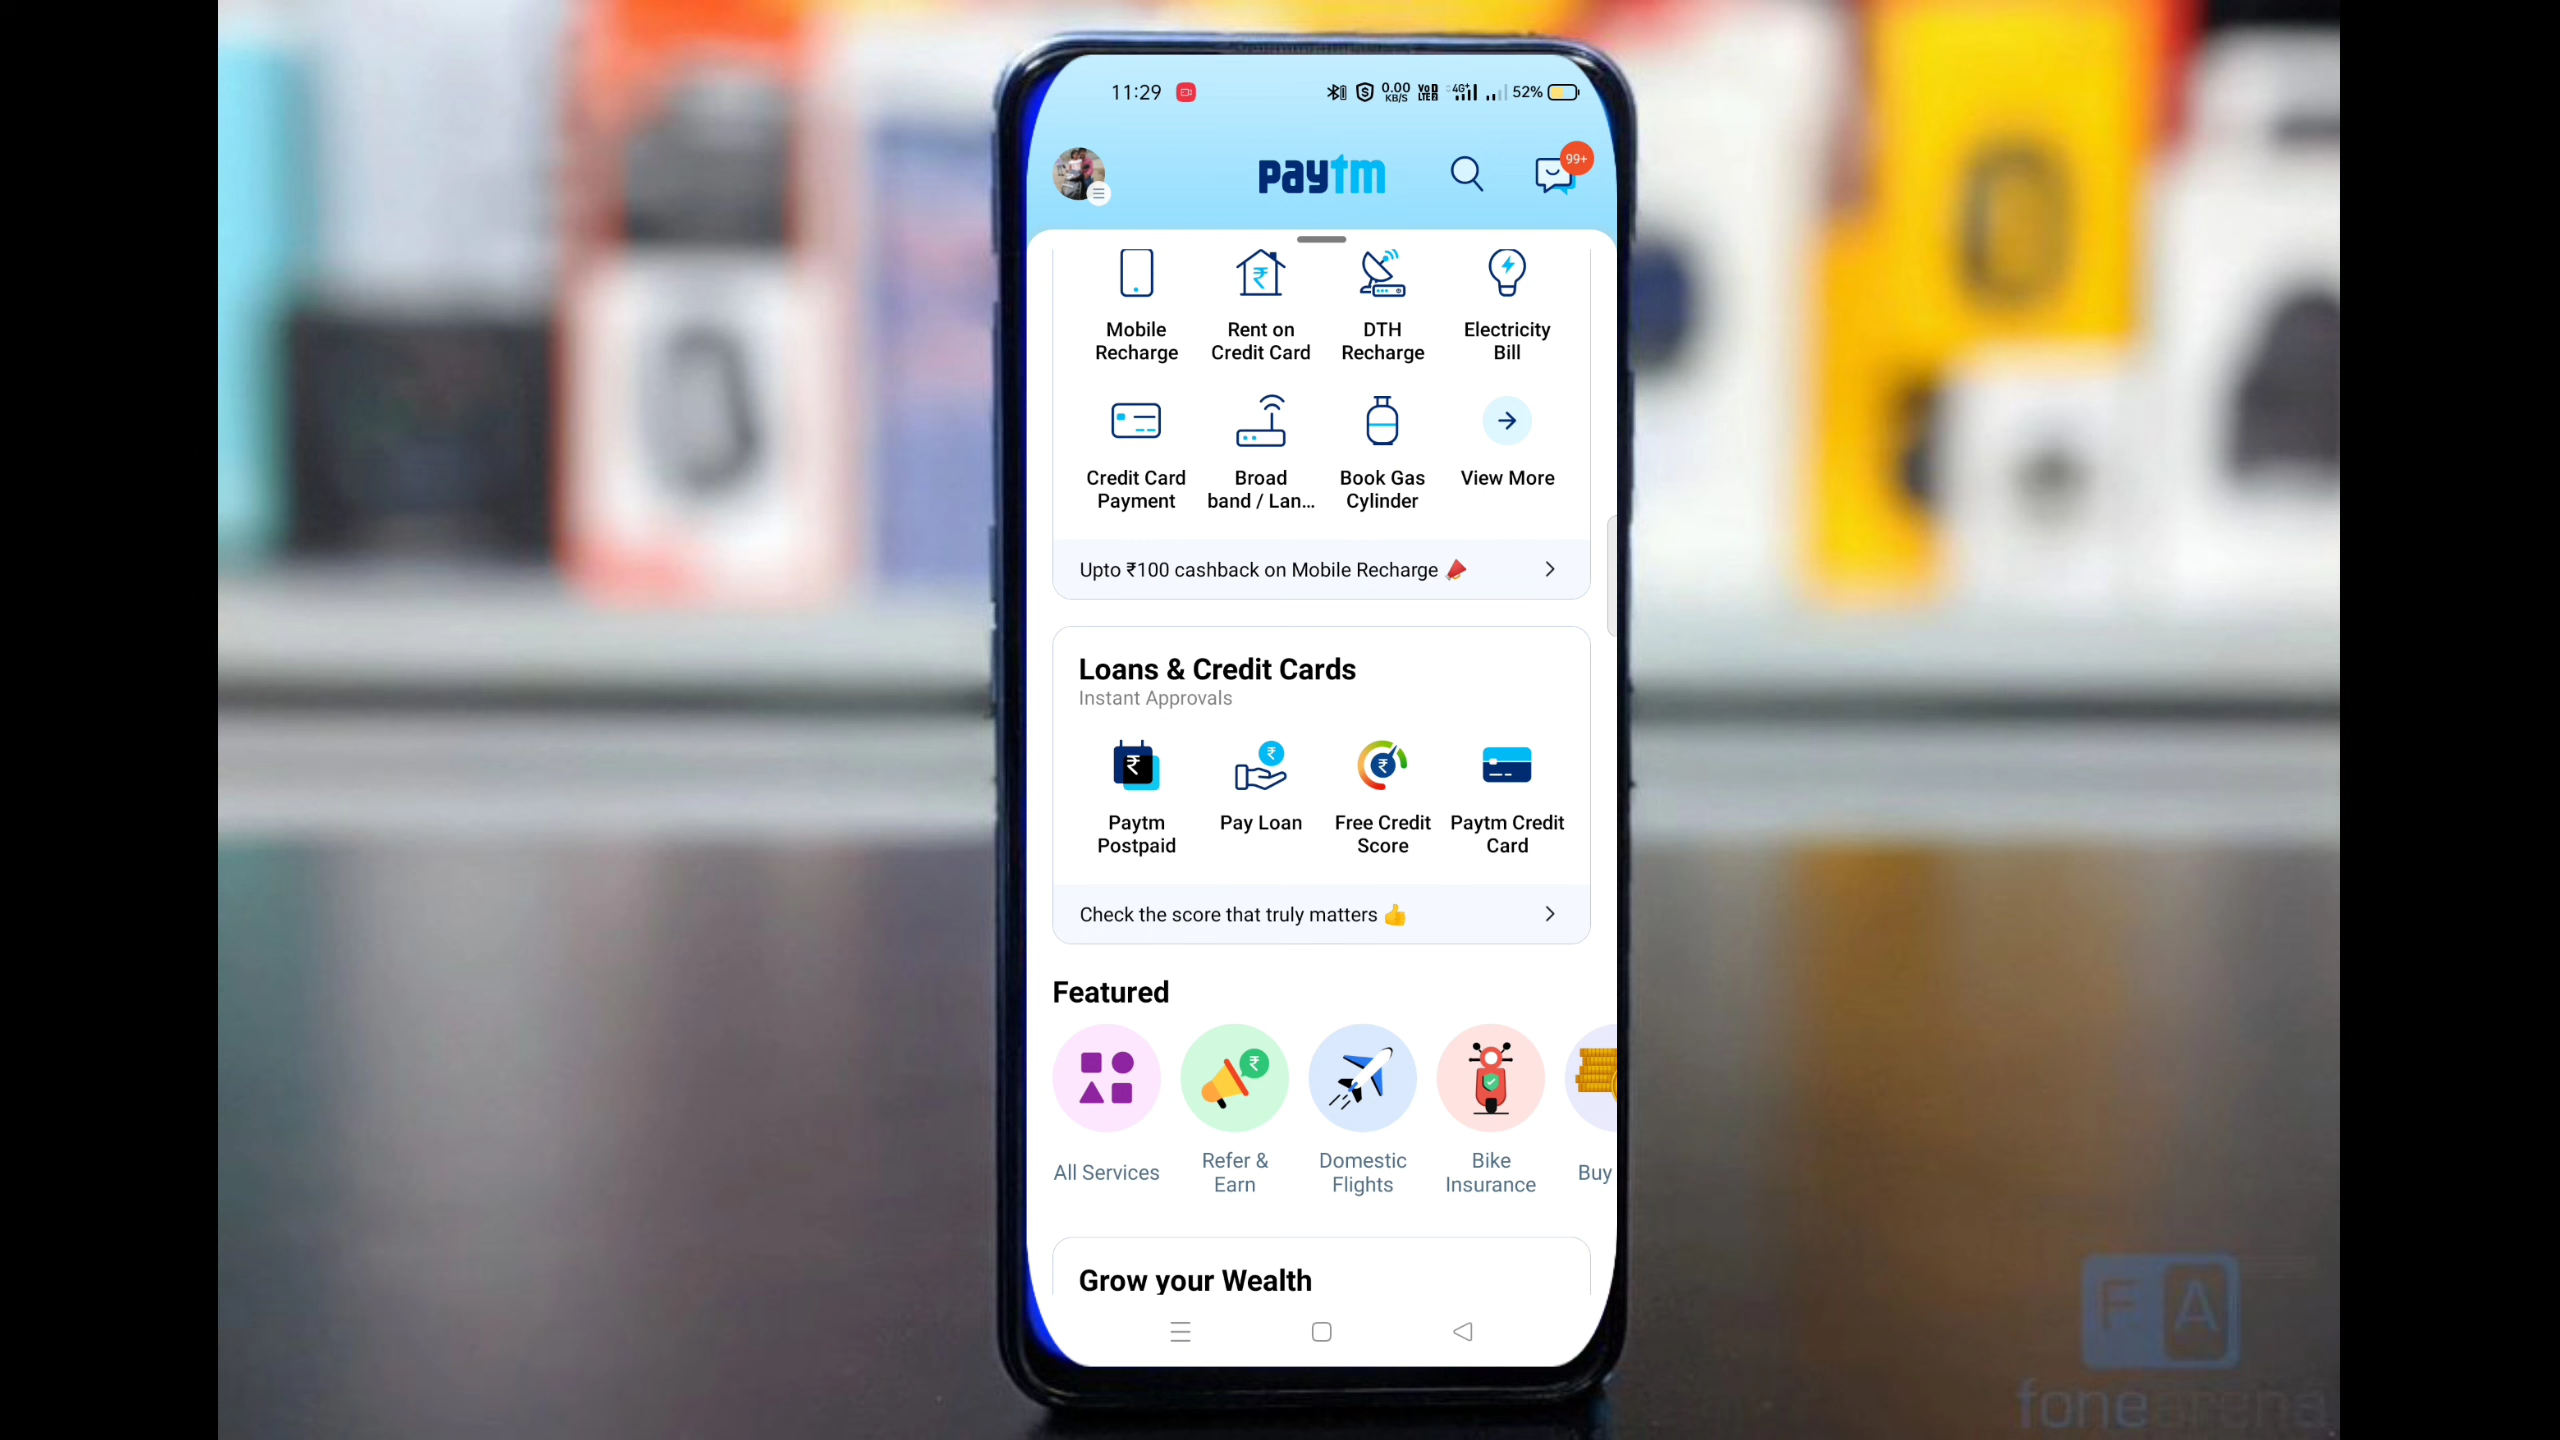 11:29
0.00 KB/S
4G+
52%
paytm
99+
Mobile Recharge
Rent on Credit Card
DTH Recharge
Electricity Bill
Credit Card Payment
Broad band / Lan...
Book Gas Cylinder
View More
Upto ₹100 cashback on Mobile Recharge
Loans & Credit Cards
Instant Approvals
Paytm Postpaid
Pay Loan
Free Credit Score
Paytm Credit Card
Check the score that truly matters
Featured
All Services
Refer & Earn
Domestic Flights
Bike Insurance
Buy
Grow your Wealth
FA
fonearena